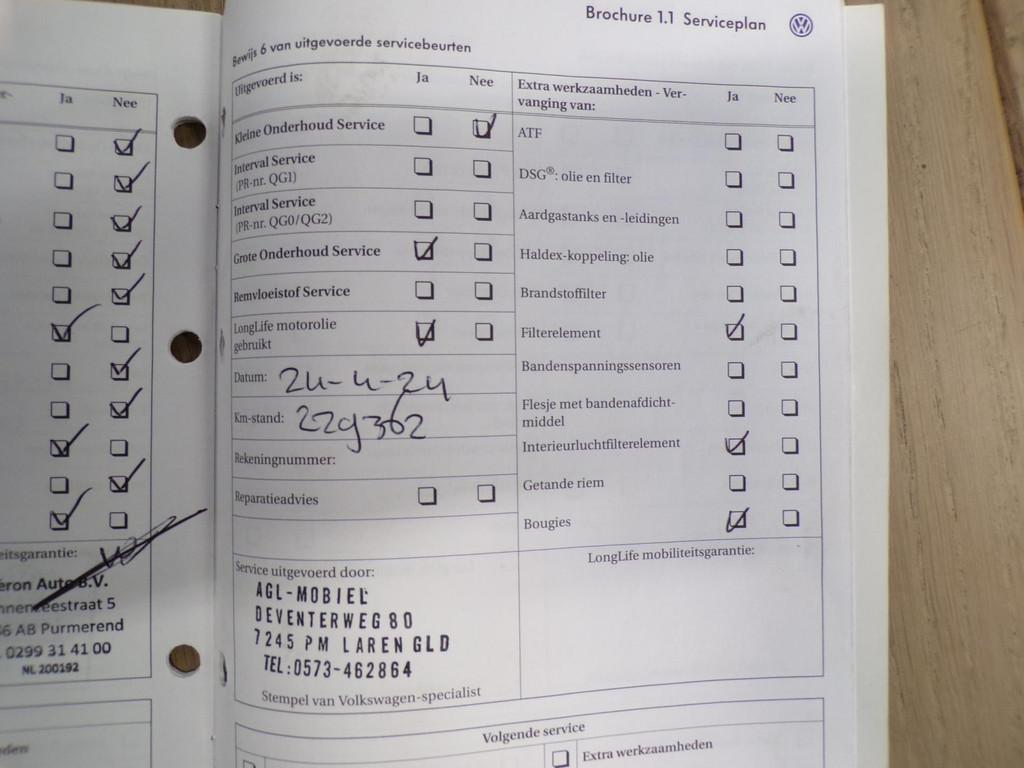 Ja Nee
eitsgarantie:
eron Auto B.V.
nneneestraat 5
6 AB Purmerend
0299 31 41 00
NL 200192
Brochure 1.1 Serviceplan
Bewijs 6 van uitgevoerde servicebeurten
Uitgevoerd is: Ja Nee
Kleine Onderhoud Service
Interval Service
(PR-nr. QG1)
Interval Service
(PR-nr. QG0/QG2)
Grote Onderhoud Service
Remvloeistof Service
LongLife motorolie
gebruikt
Datum: 24-4-24
Km-stand: 229362
Rekeningnummer:
Reparatieadvies
Extra werkzaamheden - Ver-
vanging van: Ja Nee
ATF
DSG®: olie en filter
Aardgastanks en -leidingen
Haldex-koppeling: olie
Brandstoffilter
Filterelement
Bandenspanningssensoren
Flesje met bandenafdicht-
middel
Interieurluchtfilterelement
Getande riem
Bougies
Service uitgevoerd door:
AGL-MOBIEL
DEVENTERWEG 80
7245 PM LAREN GLD
TEL:0573-462864
Stempel van Volkswagen-specialist
LongLife mobiliteitsgarantie:
Volgende service
Extra werkzaamheden